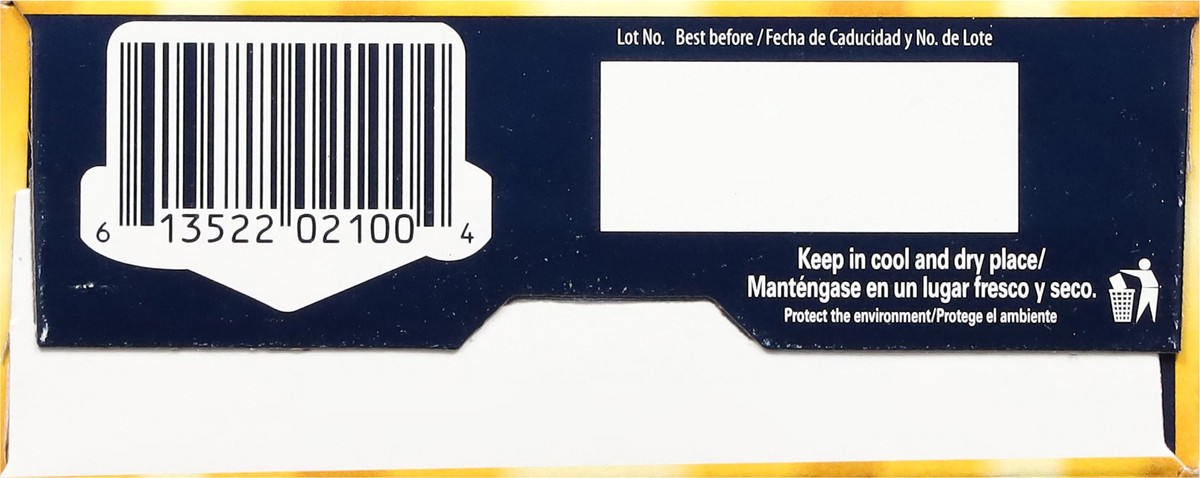 Lot No. Best before / Fecha de Caducidad y No. de Lote
6 13522 02100 4
Keep in cool and dry place/
Manténgase en un lugar fresco y seco.
Protect the environment/Protege el ambiente